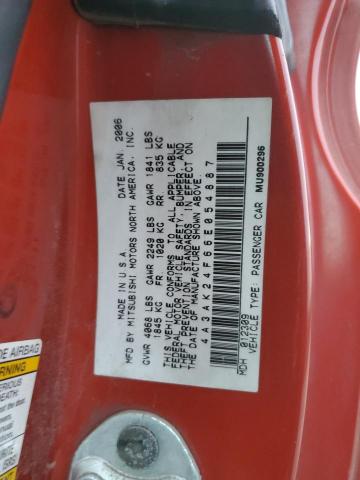 MADE IN U S A DATE JAN. 2006
MITSUBISHI MOTORS NORTH AMERICA, INC.
GVWR 4068 LBS GAWR 2249 LBS GAWR 1841 LBS
1845 KG FR 1020 KG RR 835 KG
THIS VEHICLE CONFORMS TO ALL APPLICABLE
FEDERAL MOTOR VEHICLE SAFETY, BUMPER, AND
THEFT PREVENTION STANDARDS IN EFFECT ON
THE DATE OF MANUFACTURE SHOWN ABOVE.
4A3AK24F66E054887
MDH 012309
VEHICLE TYPE: PASSENGER CAR MU900296
E AIRBAG
RNING